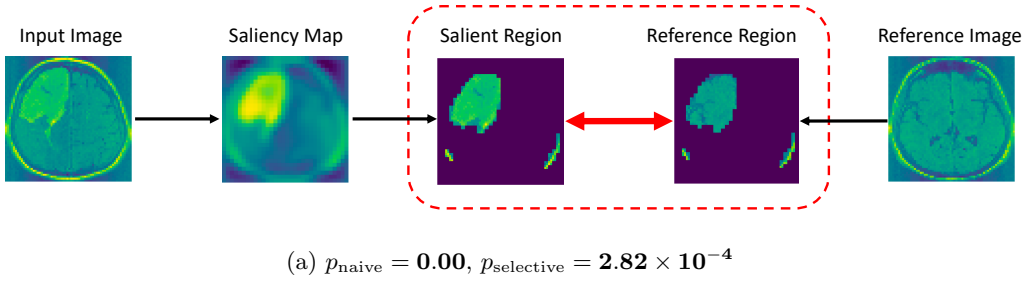 Input Image
Saliency Map
Salient Region
Reference Region
Reference Image
(a) p_naive = 0.00, p_selective = 2.82 × 10^−4